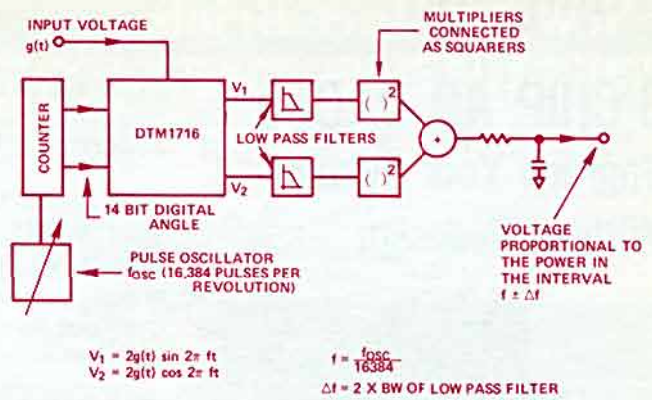 INPUT VOLTAGE
g(t)
MULTIPLIERS
CONNECTED
AS SQUARERS
COUNTER
DTM1716
V1
V2
LOW PASS FILTERS
( )²
( )²
+
14 BIT DIGITAL
ANGLE
PULSE OSCILLATOR
fOSC (16,384 PULSES PER
REVOLUTION)
VOLTAGE
PROPORTIONAL TO
THE POWER IN
THE INTERVAL
f ± Δf
V1 = 2g(t) sin 2π ft
V2 = 2g(t) cos 2π ft
f = fOSC
16384
Δf = 2 X BW OF LOW PASS FILTER